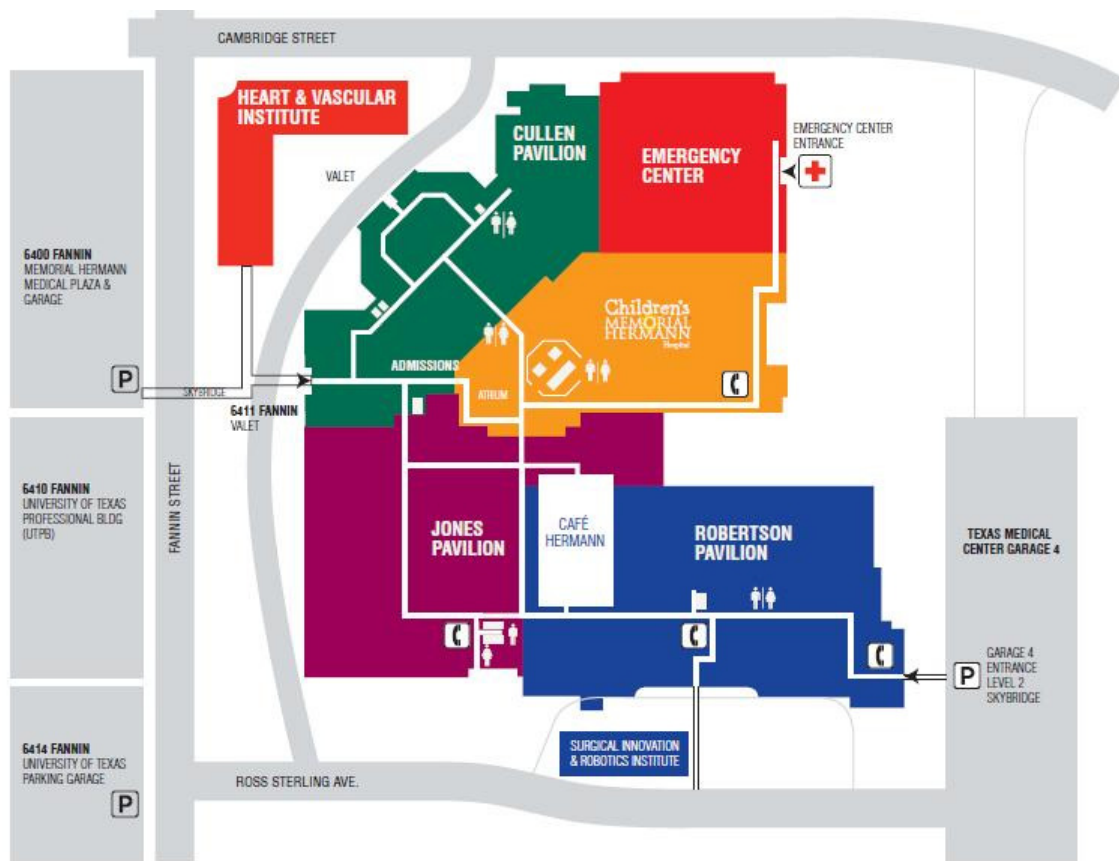 CAMBRIDGE STREET
HEART & VASCULAR
INSTITUTE
CULLEN
PAVILION
EMERGENCY
CENTER
EMERGENCY CENTER
ENTRANCE
VALET
6400 FANNIN
MEMORIAL HERMANN
MEDICAL PLAZA &
GARAGE
P
SKYBRIDGE
6411 FANNIN
VALET
ADMISSIONS
ATRIUM
Children's
MEMORIAL
HERMANN
Hospital
6410 FANNIN
UNIVERSITY OF TEXAS
PROFESSIONAL BLDG
(UTPB)
FANNIN STREET
JONES
PAVILION
CAFÉ
HERMANN
ROBERTSON
PAVILION
TEXAS MEDICAL
CENTER GARAGE 4
P
GARAGE 4
ENTRANCE
LEVEL 2
SKYBRIDGE
6414 FANNIN
UNIVERSITY OF TEXAS
PARKING GARAGE
P
SURGICAL INNOVATION
& ROBOTICS INSTITUTE
ROSS STERLING AVE.